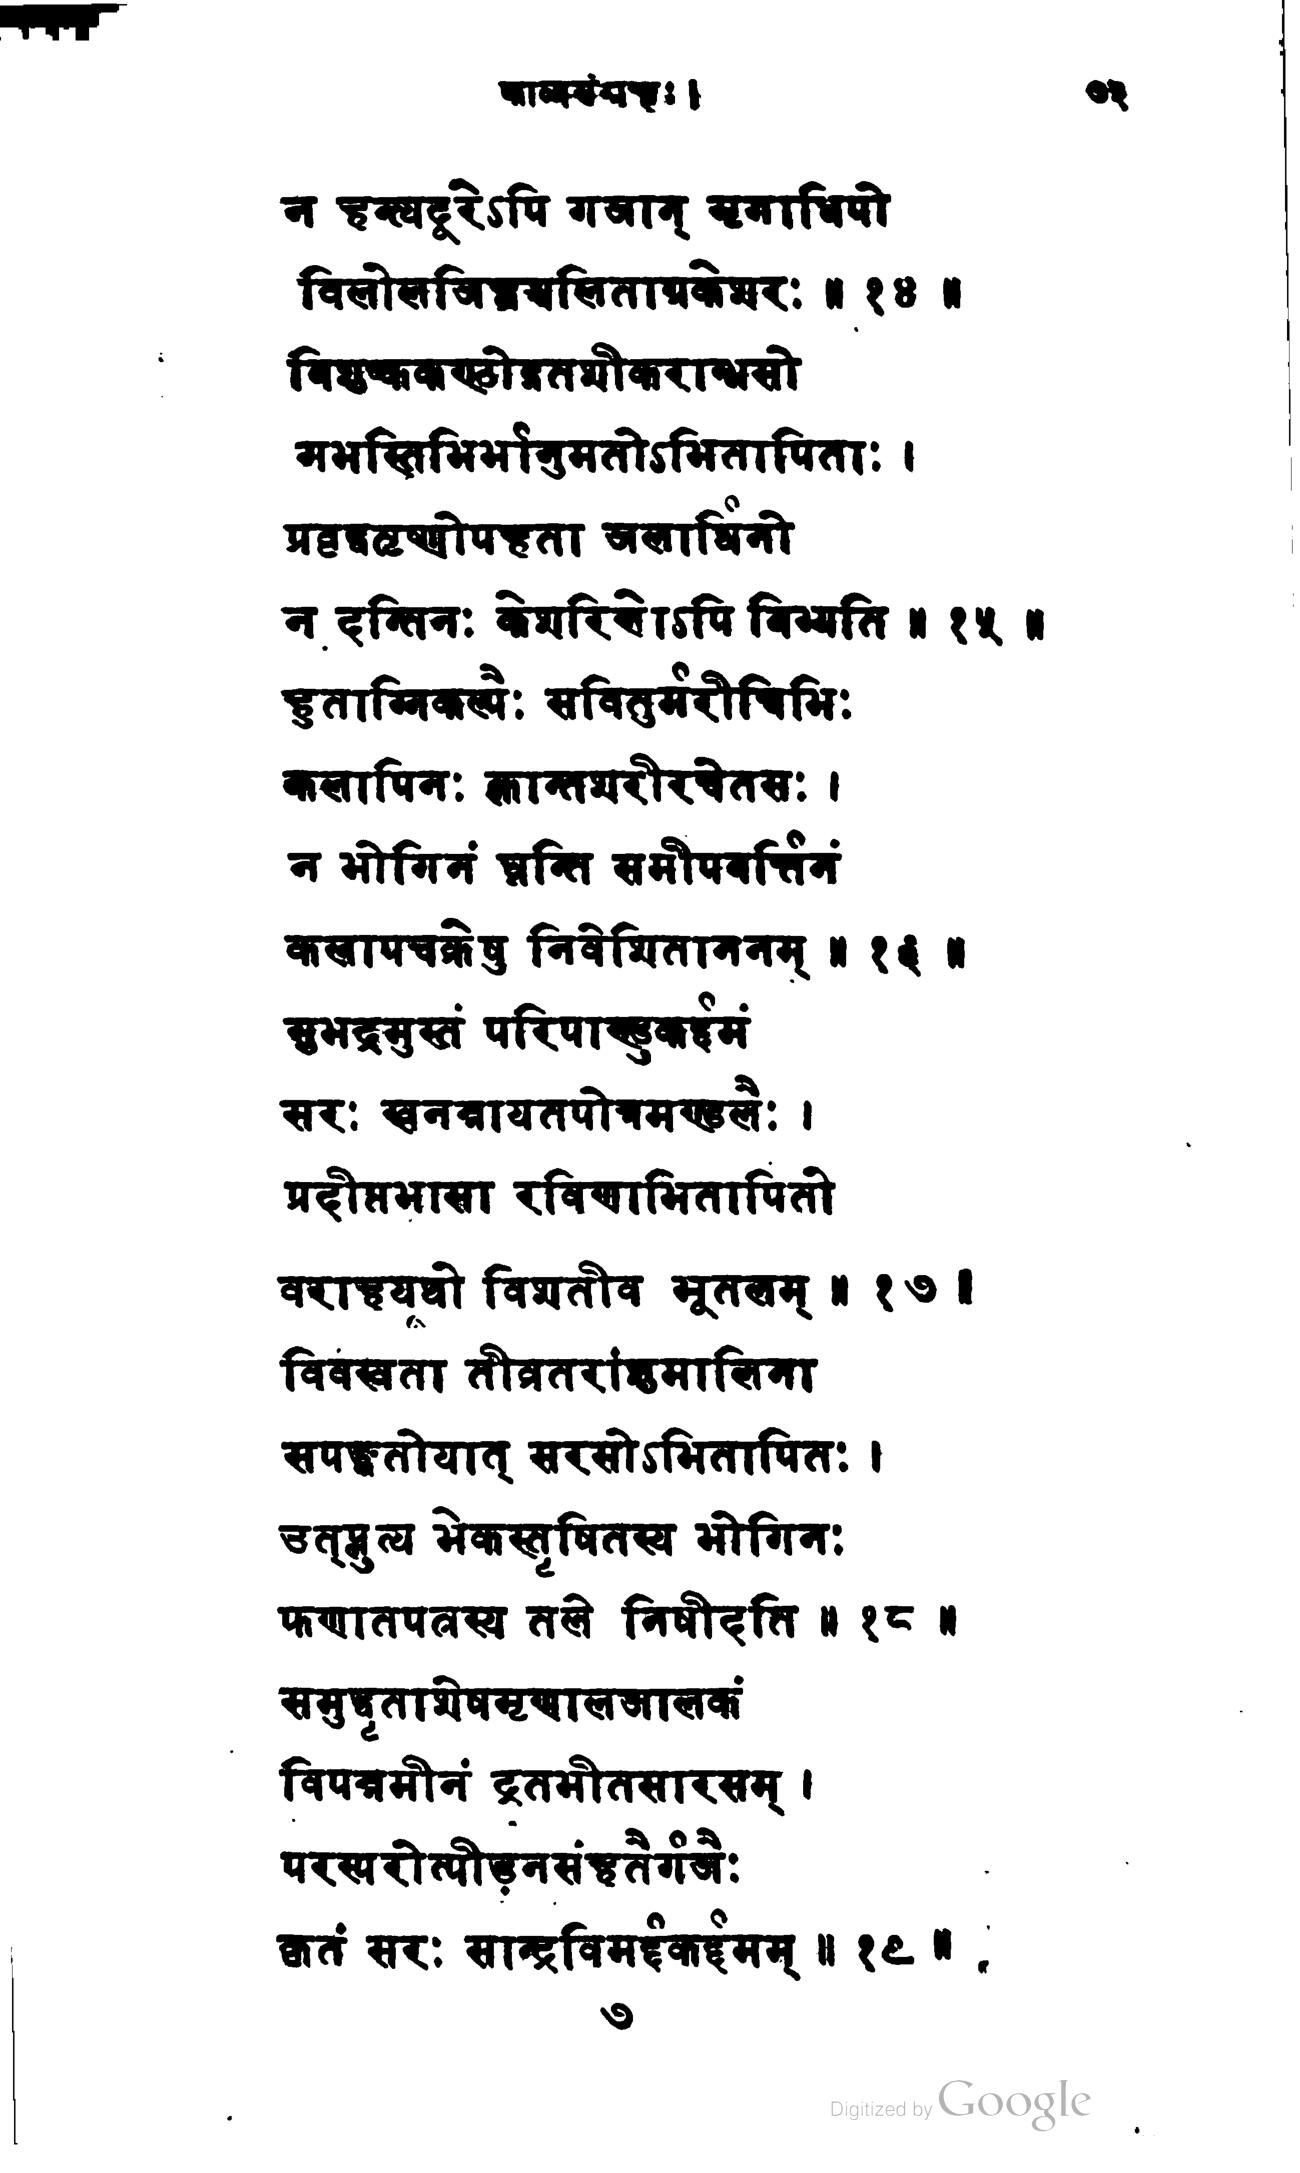 काव्यसंग्रहः। ७३
न हन्त्यदूरेऽपि गजान् मृगाधिपो
विलोलजिह्वश्चलिताग्रकेशरः ॥ १४ ॥
विशुष्ककण्ठोद्गतशीकराम्भसो
गभस्तिभिर्भानुमतोऽभितापिताः ।
प्रवृद्धतृष्णोपहता जलार्थिनो
न दन्तिनः केशरिणोऽपि बिभ्यति ॥ १५ ॥
हुताग्निकल्पैः सवितुर्मरीचिभिः
कलापिनः क्लान्तशरीरचेतसः ।
न भोगिनं घ्नन्ति समीपवर्त्तिनं
कलापचक्रेषु निवेशिताननम् ॥ १६ ॥
सुभद्रमुस्तं परिपाण्डुकर्द्दमं
सरः खनन्नायतपोत्रमण्डलैः ।
प्रदीप्तभासा रविणाभितापितो
वराहयूथो विशतीव भूतलम् ॥ १७ ॥
विवस्वता तीव्रतरांशुमालिना
सपङ्कतोयात् सरसोऽभितापितः ।
उत्प्लुत्य भेकस्तृषितस्य भोगिनः
फणातपत्रस्य तले निषीदति ॥ १८ ॥
समुद्धृताशेषमृणालजालकं
विपन्नमीनं द्रुतभीतसारसम् ।
परस्परोत्पीड़नसंहतैर्गजैः
कृतं सरः सान्द्रविमर्द्दकर्द्दमम् ॥ १९ ॥
७
Digitized by Google